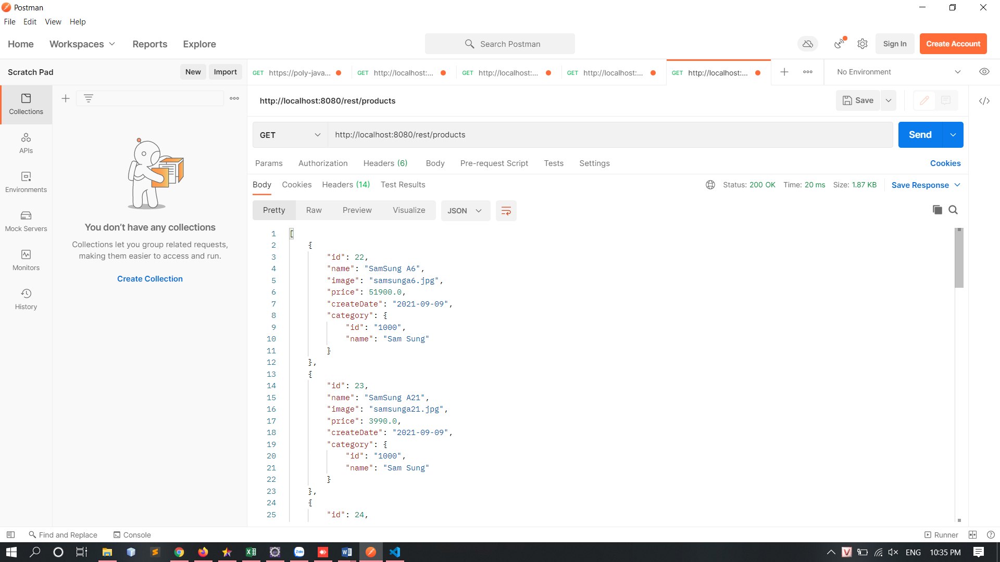 Postman
File Edit View Help
Home Workspaces Reports Explore Search Postman Sign In Create Account
Scratch Pad New Import GET https://poly-java... GET http://localhost:... GET http://localhost:... GET http://localhost:... GET http://localhost:... No Environment
http://localhost:8080/rest/products Save
GET http://localhost:8080/rest/products Send
Params Authorization Headers (6) Body Pre-request Script Tests Settings Cookies
Body Cookies Headers (14) Test Results Status: 200 OK Time: 20 ms Size: 1.87 KB Save Response
Pretty Raw Preview Visualize JSON
Collections
APIs
Environments
Mock Servers
Monitors
History
You don’t have any collections
Collections let you group related requests,
making them easier to access and run.
Create Collection
1 [
2 {
3 "id": 22,
4 "name": "SamSung A6",
5 "image": "samsunga6.jpg",
6 "price": 51900.0,
7 "createDate": "2021-09-09",
8 "category": {
9 "id": "1000",
10 "name": "Sam Sung"
11 }
12 },
13 {
14 "id": 23,
15 "name": "SamSung A21",
16 "image": "samsunga21.jpg",
17 "price": 3990.0,
18 "createDate": "2021-09-09",
19 "category": {
20 "id": "1000",
21 "name": "Sam Sung"
22 }
23 },
24 {
25 "id": 24,
Find and Replace Console Runner
Zalo ENG 10:35 PM